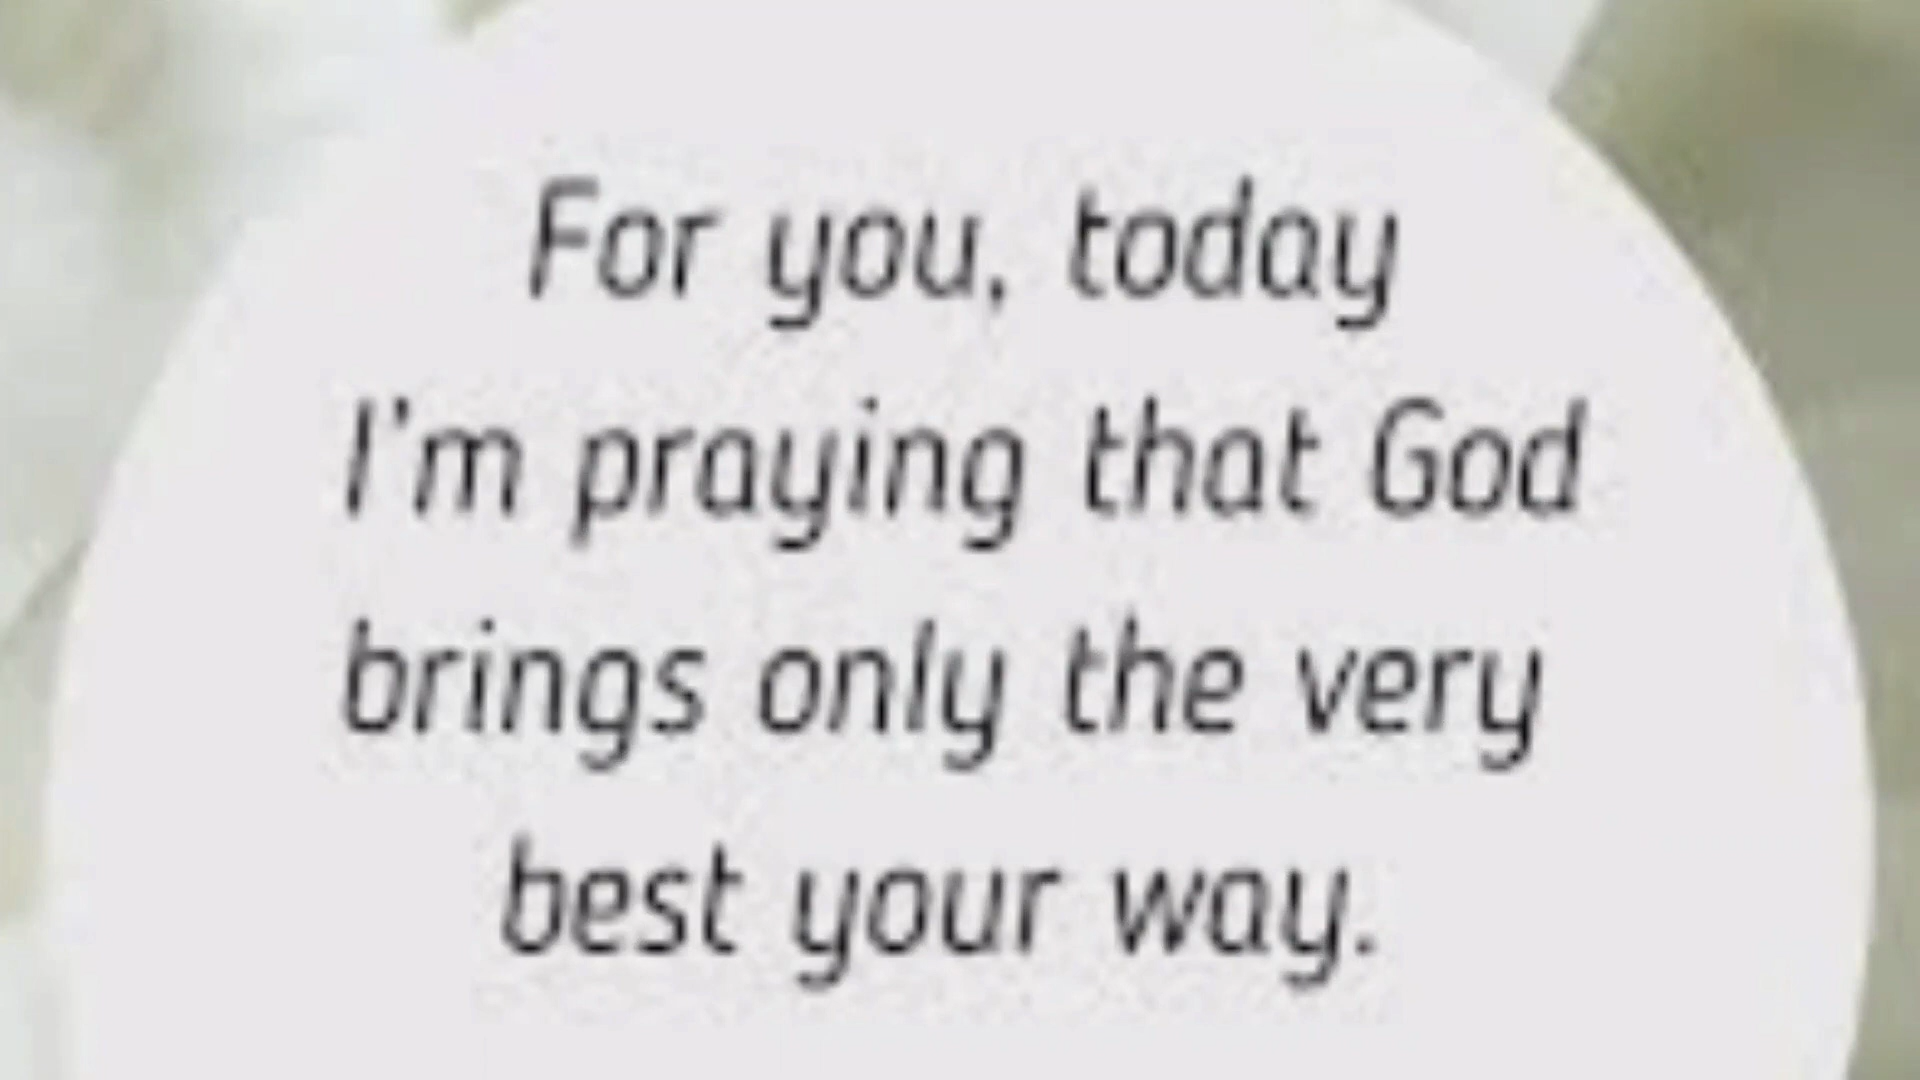 For you, today
I'm praying that God
brings only the very
best your way.